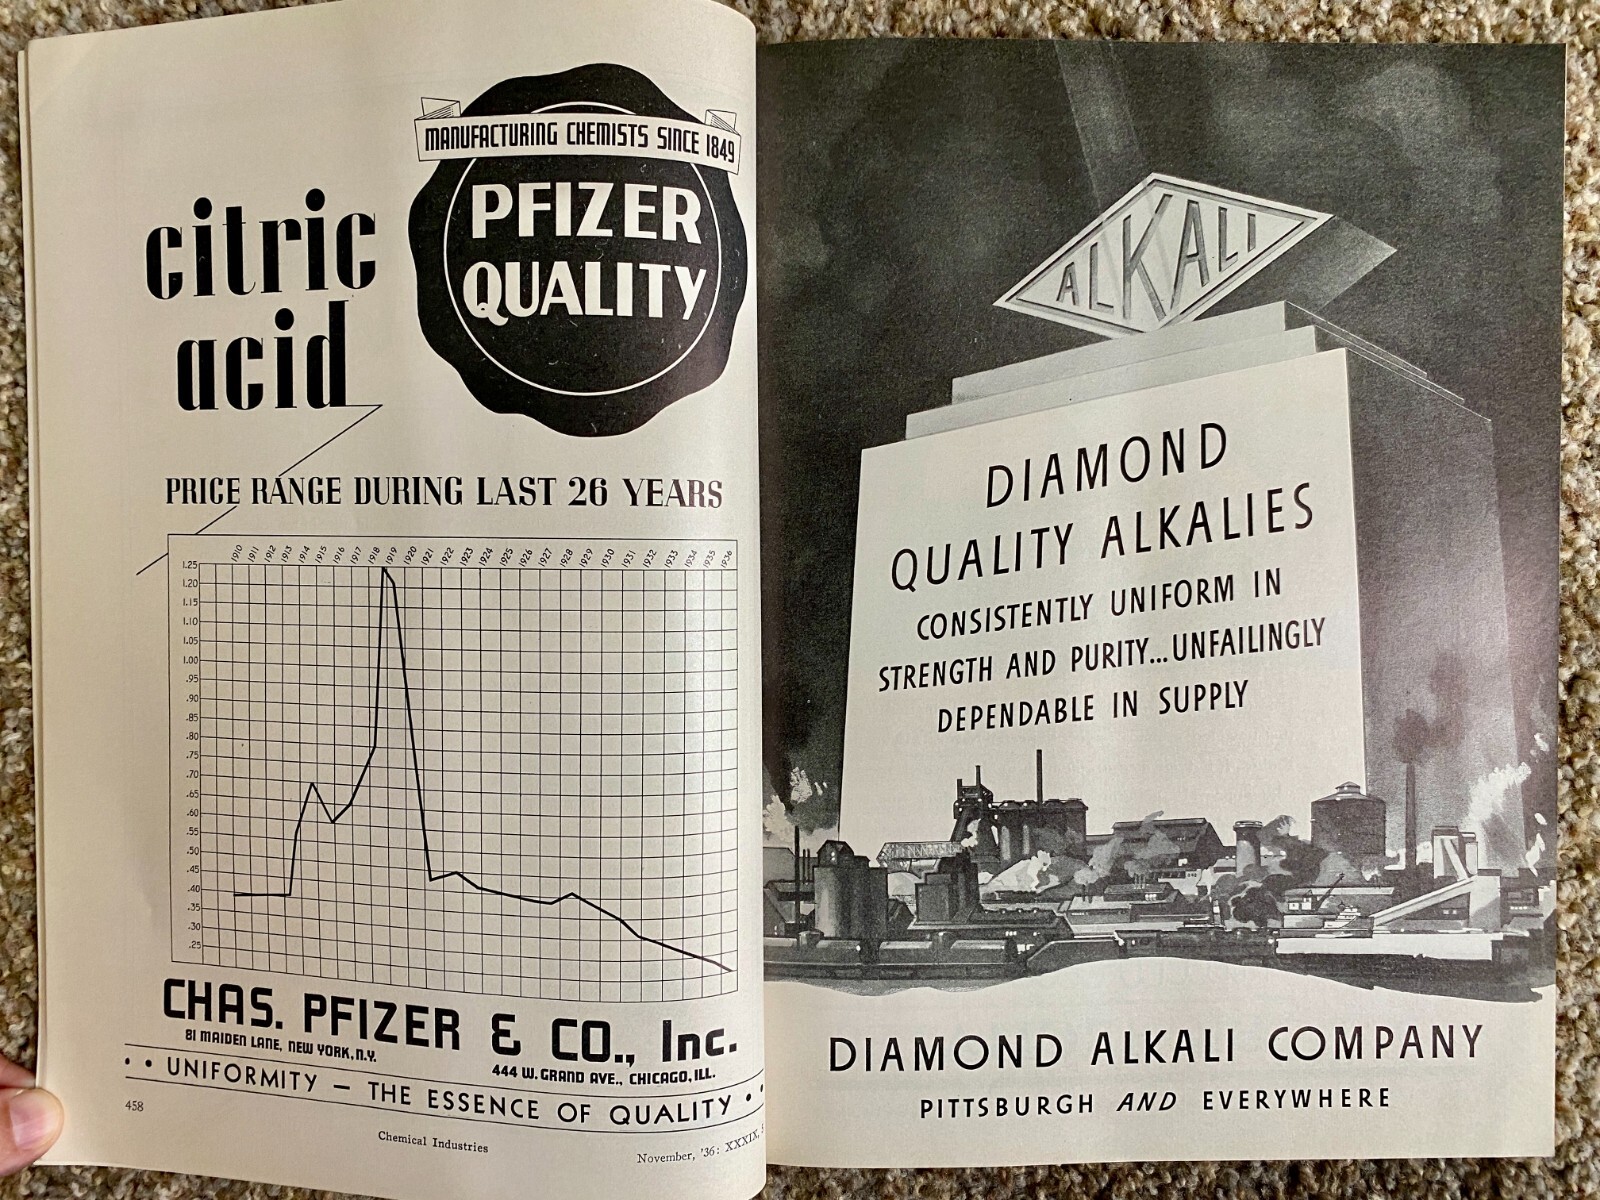 MANUFACTURING CHEMISTS SINCE 1849
PFIZER
QUALITY
citric
acid
PRICE RANGE DURING LAST 26 YEARS
1910 1911 1912 1913 1914 1915 1916 1917 1918 1919 1920 1921 1922 1923 1924 1925 1926 1927 1928 1929 1930 1931 1932 1933 1934 1935 1936
1.25
1.20
1.15
1.10
1.05
1.00
.95
.90
.85
.80
.75
.70
.65
.60
.55
.50
.45
.40
.35
.30
.25
CHAS. PFIZER & CO., Inc.
81 MAIDEN LANE, NEW YORK, N.Y.
444 W. GRAND AVE., CHICAGO, ILL.
• • UNIFORMITY — THE ESSENCE OF QUALITY • •
458
Chemical Industries
November, '36: XXXIX,
ALKALI
DIAMOND
QUALITY ALKALIES
CONSISTENTLY UNIFORM IN
STRENGTH AND PURITY...UNFAILINGLY
DEPENDABLE IN SUPPLY
DIAMOND ALKALI COMPANY
PITTSBURGH AND EVERYWHERE